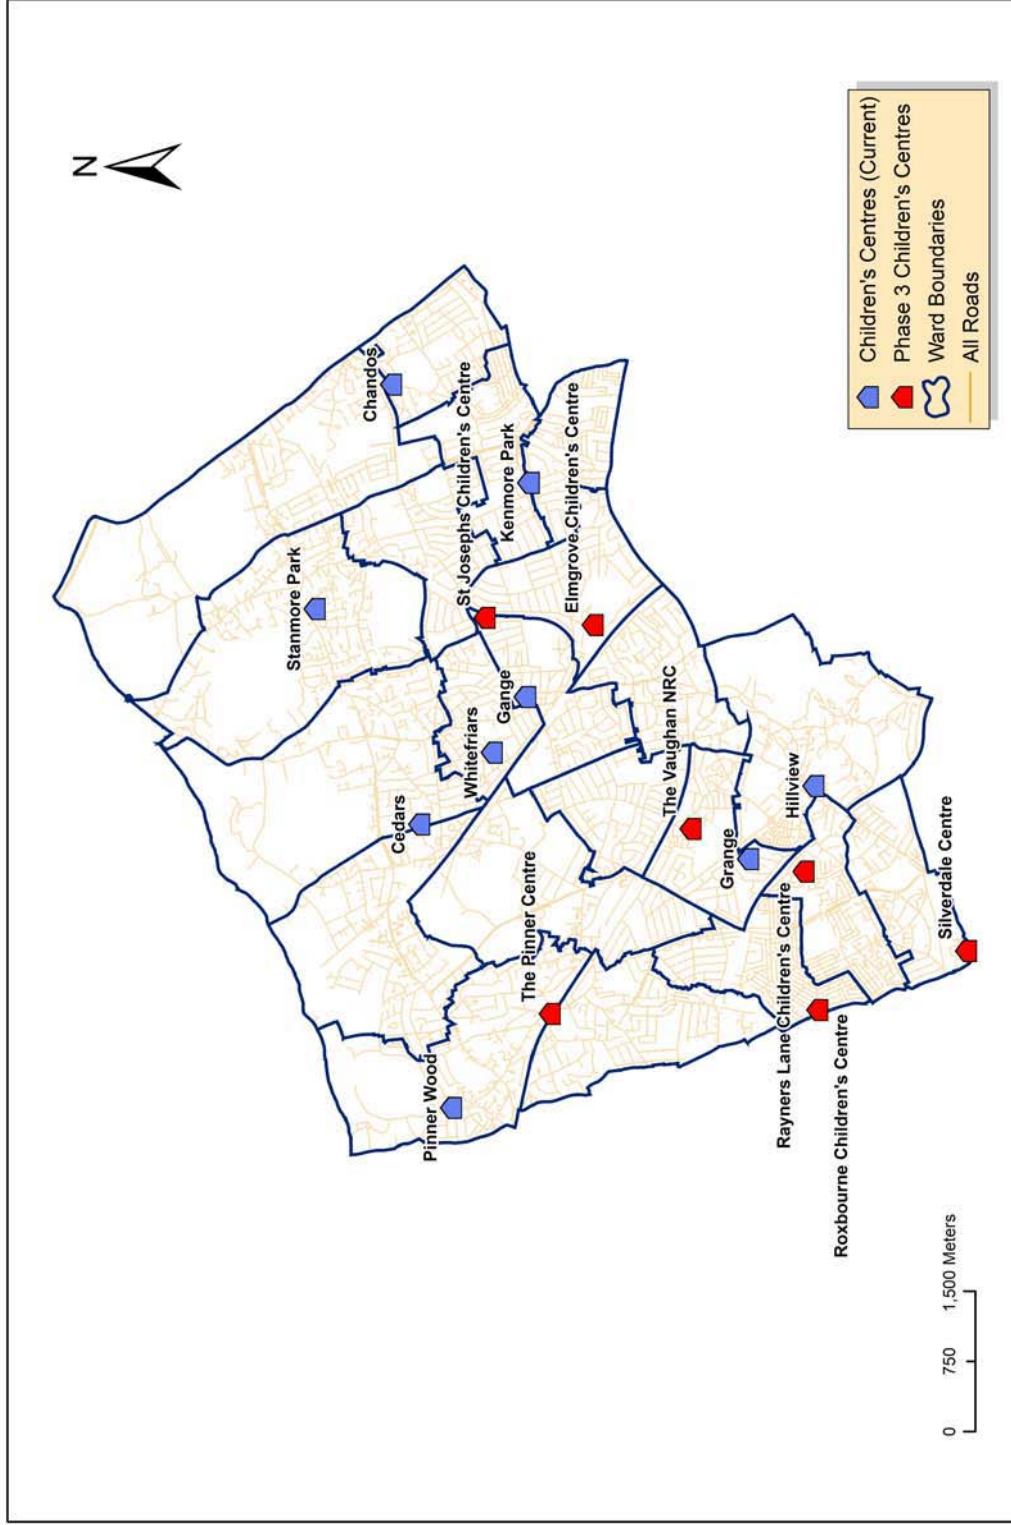 N
Stanmore Park
Chandos
Cedars
Pinner Wood
St Josephs Children's Centre
Whitefriars
Gange
Kenmore Park
The Pinner Centre
Elmgrove Children's Centre
The Vaughan NRC
Grange
Rayners Lane Children's Centre
Hillview
Roxbourne Children's Centre
Silverdale Centre
Children's Centres (Current)
Phase 3 Children's Centres
Ward Boundaries
All Roads
0 750 1,500 Meters